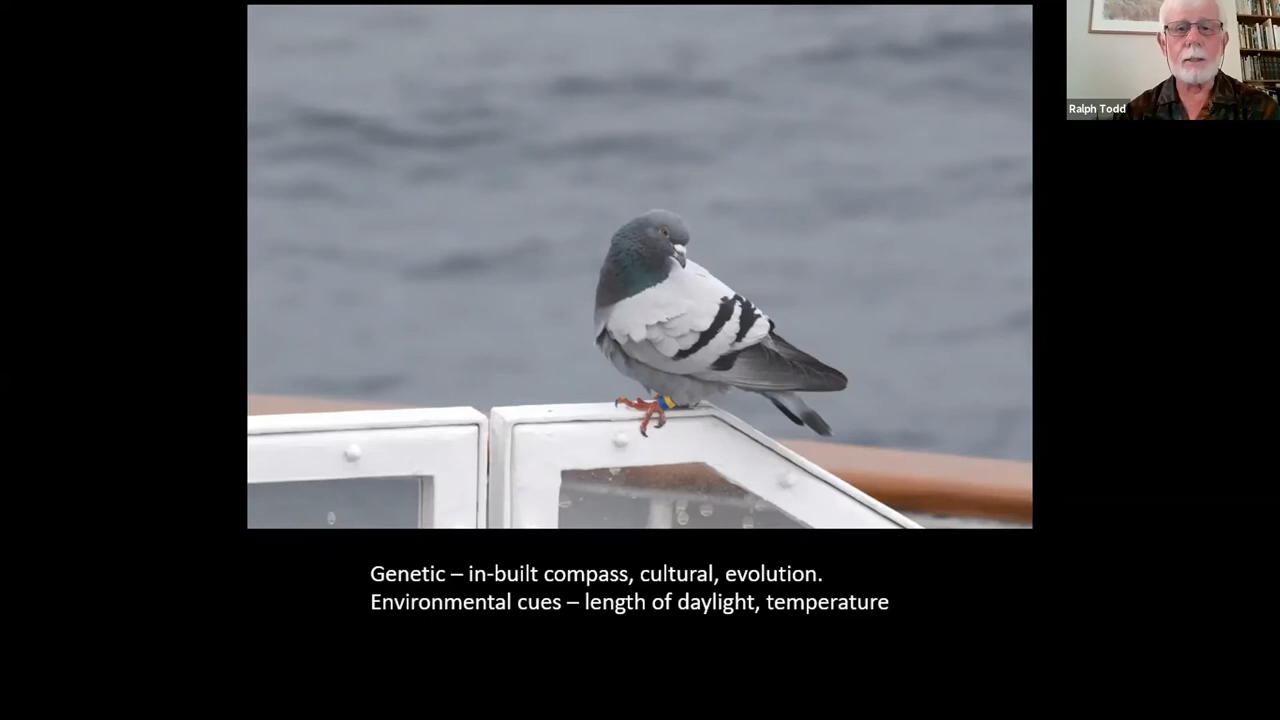 Ralph Todd
Genetic – in-built compass, cultural, evolution.
Environmental cues – length of daylight, temperature